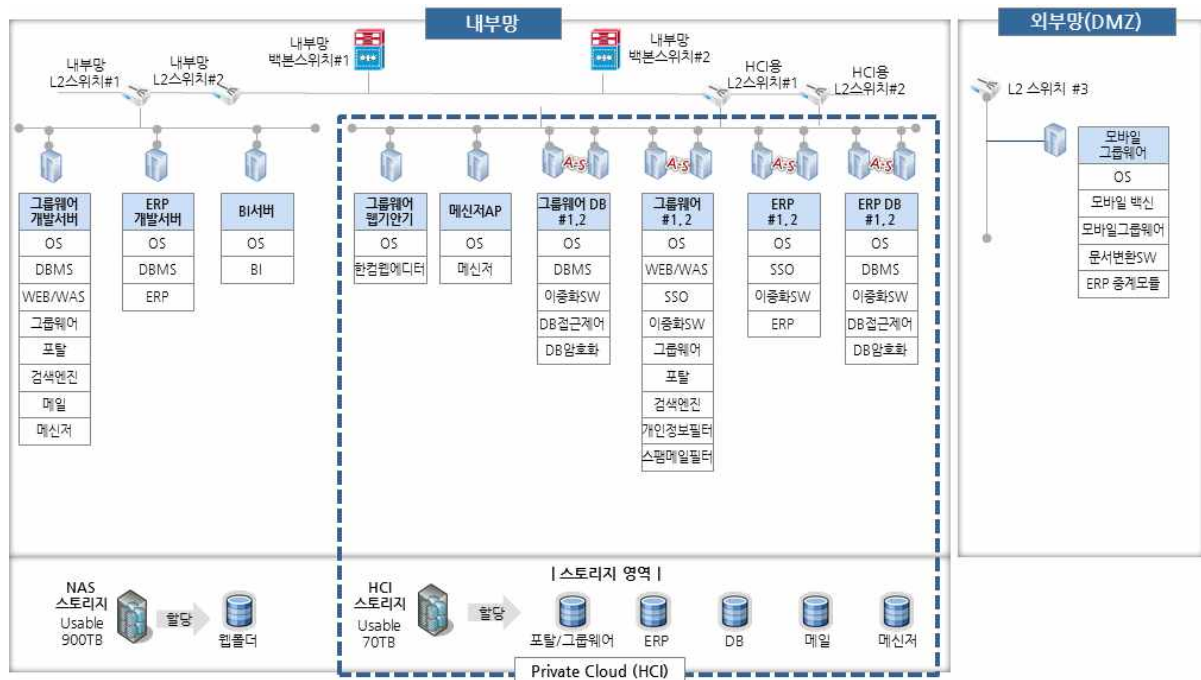 내부망
외부망(DMZ)
내부망
백본스위치#1
내부망
백본스위치#2
내부망
L2스위치#1
내부망
L2스위치#2
HCI용
L2스위치#1
HCI용
L2스위치#2
L2 스위치 #3
그룹웨어
개발서버
OS
DBMS
WEB/WAS
그룹웨어
포탈
검색엔진
메일
메신저
ERP
개발서버
OS
DBMS
ERP
BI서버
OS
BI
그룹웨어
웹기안기
OS
한컴웹에디터
메신저AP
OS
메신저
A-S
그룹웨어 DB
#1,2
OS
DBMS
이중화SW
DB접근제어
DB암호화
A-S
그룹웨어
#1,2
OS
WEB/WAS
SSO
이중화SW
그룹웨어
포탈
검색엔진
개인정보필터
스팸메일필터
A-S
ERP
#1,2
OS
SSO
이중화SW
ERP
A-S
ERP DB
#1,2
OS
DBMS
이중화SW
DB접근제어
DB암호화
모바일
그룹웨어
OS
모바일 백신
모바일그룹웨어
문서변환SW
ERP 중계모듈
NAS
스토리지
Usable
900TB
할당
웹폴더
HCI
스토리지
Usable
70TB
할당
| 스토리지 영역 |
포탈/그룹웨어
ERP
DB
메일
메신저
Private Cloud (HCI)